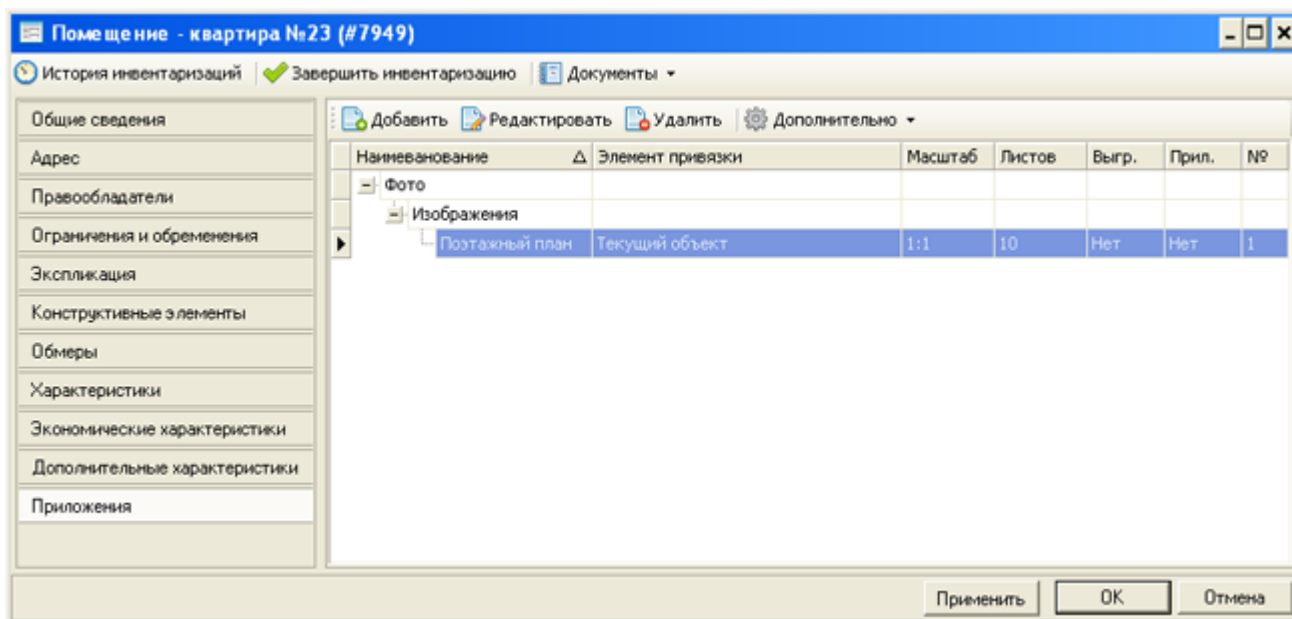 Помещение - квартира №23 (#7949)
История инвентаризаций Завершить инвентаризацию Документы
Общие сведения
Адрес
Правообладатели
Ограничения и обременения
Экспликация
Конструктивные элементы
Обмеры
Характеристики
Экономические характеристики
Дополнительные характеристики
Приложения
Добавить Редактировать Удалить Дополнительно
Наимевание Элемент привязки Масштаб Листов Выгр. Прил. №
Фото
Изображения
Поэтажный план Текущий объект 1:1 10 Нет Нет 1
Применить OK Отмена